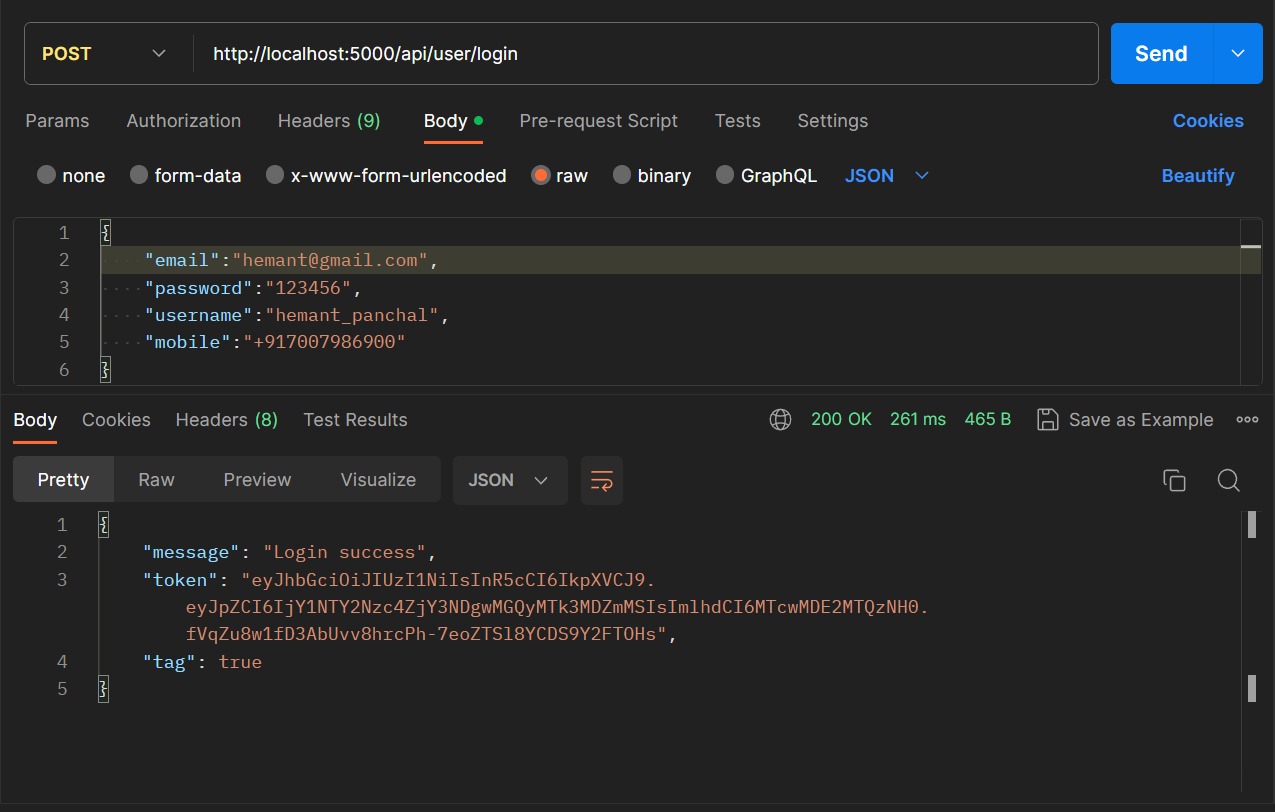 POST http://localhost:5000/api/user/login Send
Params Authorization Headers (9) Body Pre-request Script Tests Settings Cookies
none form-data x-www-form-urlencoded raw binary GraphQL JSON Beautify
1 {
2 "email":"hemant@gmail.com",
3 "password":"123456",
4 "username":"hemant_panchal",
5 "mobile":"+917007986900"
6 }
Body Cookies Headers (8) Test Results 200 OK 261 ms 465 B Save as Example
Pretty Raw Preview Visualize JSON
1 {
2 "message": "Login success",
3 "token": "eyJhbGciOiJIUzI1NiIsInR5cCI6IkpXVCJ9.
eyJpZCI6IjY1NTY2Nzc4ZjY3NDgwMGQyMTk3MDZmMSIsImlhdCI6MTcwMDE2MTQzNH0.
fVqZu8w1fD3AbUvv8hrcPh-7eoZTSl8YCDS9Y2FTOHs",
4 "tag": true
5 }